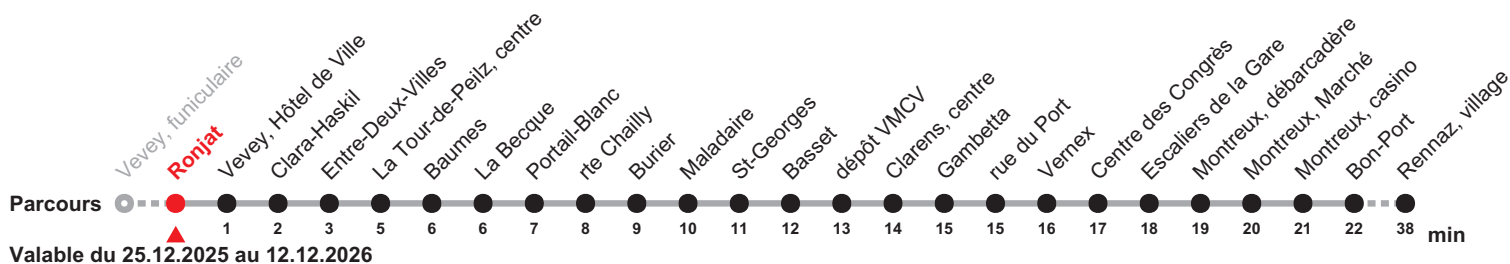 Vevey, funiculaire
Ronjat
Vevey, Hôtel de Ville
Clara-Haskil
Entre-Deux-Villes
La Tour-de-Peilz, centre
Baumes
La Becque
Portail-Blanc
rte Chailly
Burier
Maladaire
St-Georges
Basset
dépôt VMCV
Clarens, centre
Gambetta
rue du Port
Vernex
Centre des Congrès
Escaliers de la Gare
Montreux, débarcadère
Montreux, Marché
Montreux, casino
Bon-Port
Rennaz, village
Parcours
1 2 3 5 6 6 7 8 9 10 11 12 13 14 15 15 16 17 18 19 20 21 22 38 min
Valable du 25.12.2025 au 12.12.2026